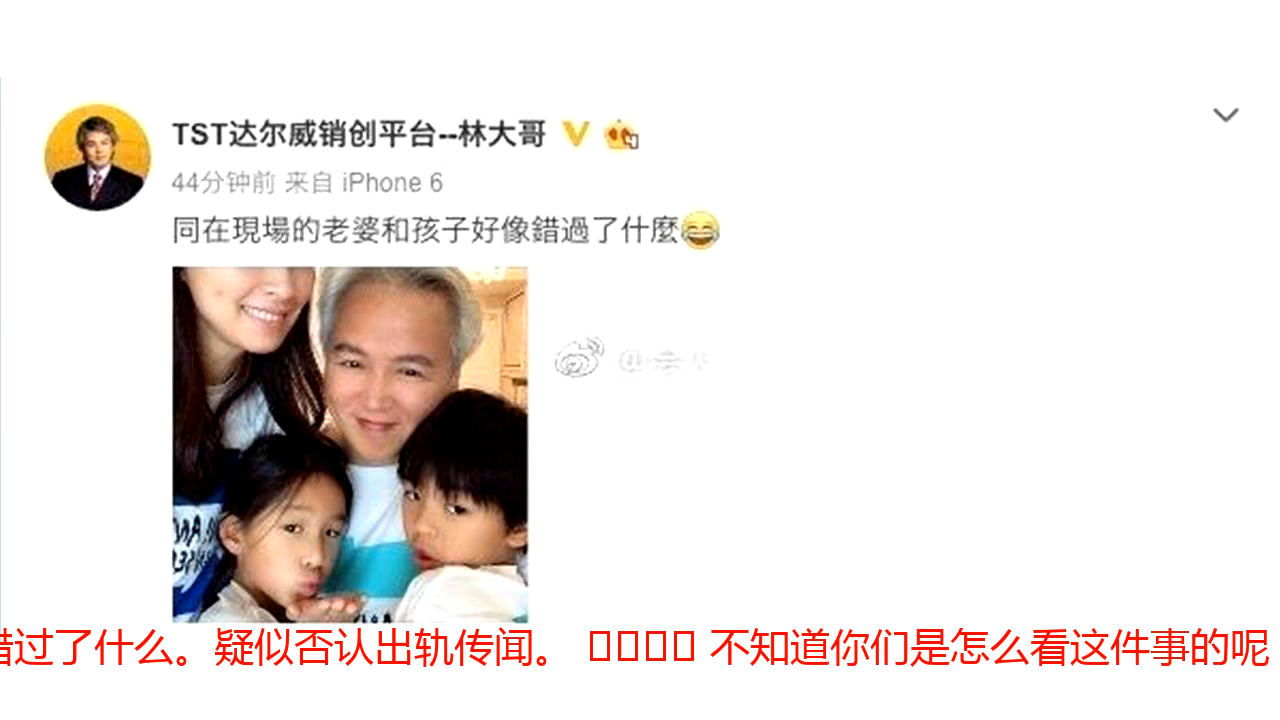 TST达尔威销创平台--林大哥
44分钟前 来自 iPhone 6
同在現場的老婆和孩子好像錯過了什麼😂
过了什么。疑似否认出轨传闻。 不知道你们是怎么看这件事的呢